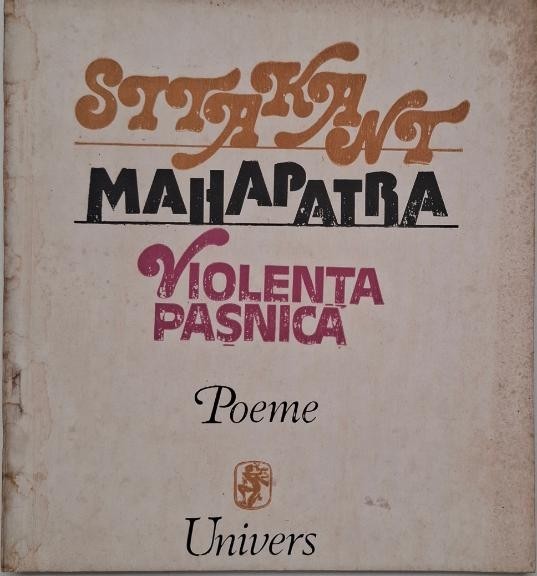 SITAKANT
MAHAPATRA
VIOLENȚA
PAȘNICĂ
Poeme
Univers